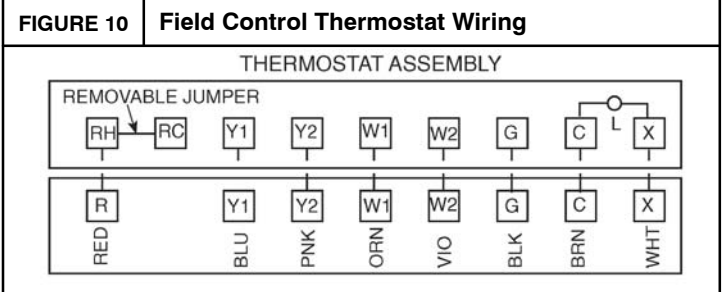 FIGURE 10 Field Control Thermostat Wiring
THERMOSTAT ASSEMBLY
REMOVABLE JUMPER
RH RC Y1 Y2 W1 W2 G C L X
R Y1 Y2 W1 W2 G C X
RED BLU PNK ORN VIO BLK BRN WHT